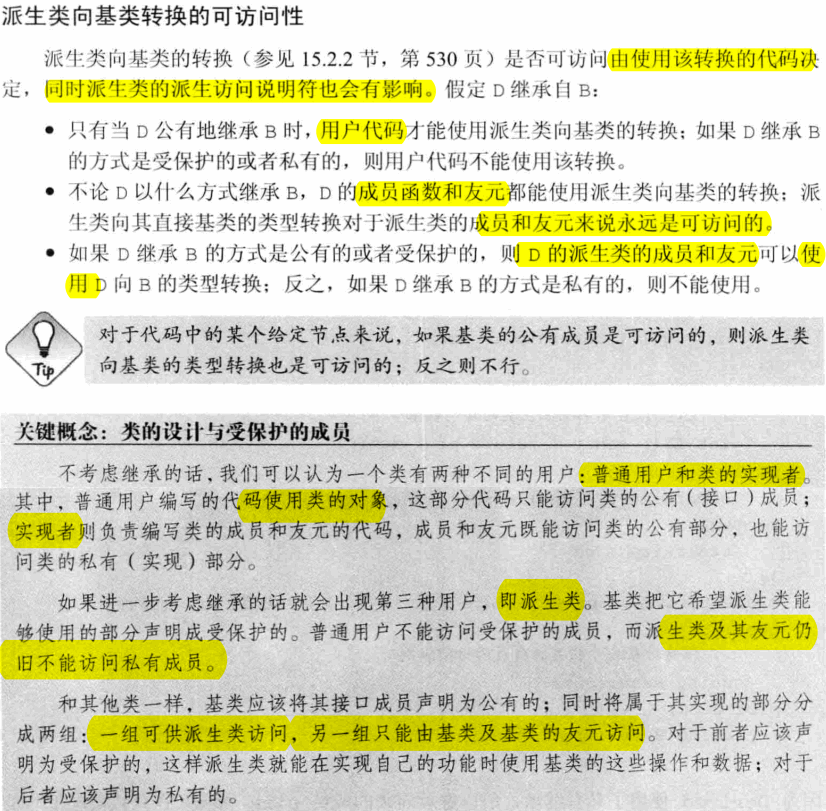 派生类向基类转换的可访问性
派生类向基类的转换（参见 15.2.2 节，第 530 页）是否可访问由使用该转换的代码决
定，同时派生类的派生访问说明符也会有影响。假定 D 继承自 B：
● 只有当 D 公有地继承 B 时，用户代码才能使用派生类向基类的转换；如果 D 继承 B
的方式是受保护的或者私有的，则用户代码不能使用该转换。
● 不论 D 以什么方式继承 B，D 的成员函数和友元都能使用派生类向基类的转换；派
生类向其直接基类的类型转换对于派生类的成员和友元来说永远是可访问的。
● 如果 D 继承 B 的方式是公有的或者受保护的，则 D 的派生类的成员和友元可以使
用 D 向 B 的类型转换；反之，如果 D 继承 B 的方式是私有的，则不能使用。
Tip
对于代码中的某个给定节点来说，如果基类的公有成员是可访问的，则派生类
向基类的类型转换也是可访问的；反之则不行。
关键概念：类的设计与受保护的成员
不考虑继承的话，我们可以认为一个类有两种不同的用户：普通用户和类的实现者。
其中，普通用户编写的代码使用类的对象，这部分代码只能访问类的公有（接口）成员；
实现者则负责编写类的成员和友元的代码，成员和友元既能访问类的公有部分，也能访
问类的私有（实现）部分。
如果进一步考虑继承的话就会出现第三种用户，即派生类。基类把它希望派生类能
够使用的部分声明成受保护的。普通用户不能访问受保护的成员，而派生类及其友元仍
旧不能访问私有成员。
和其他类一样，基类应该将其接口成员声明为公有的；同时将属于其实现的部分分
成两组：一组可供派生类访问，另一组只能由基类及基类的友元访问。对于前者应该声
明为受保护的，这样派生类就能在实现自己的功能时使用基类的这些操作和数据；对于
后者应该声明为私有的。